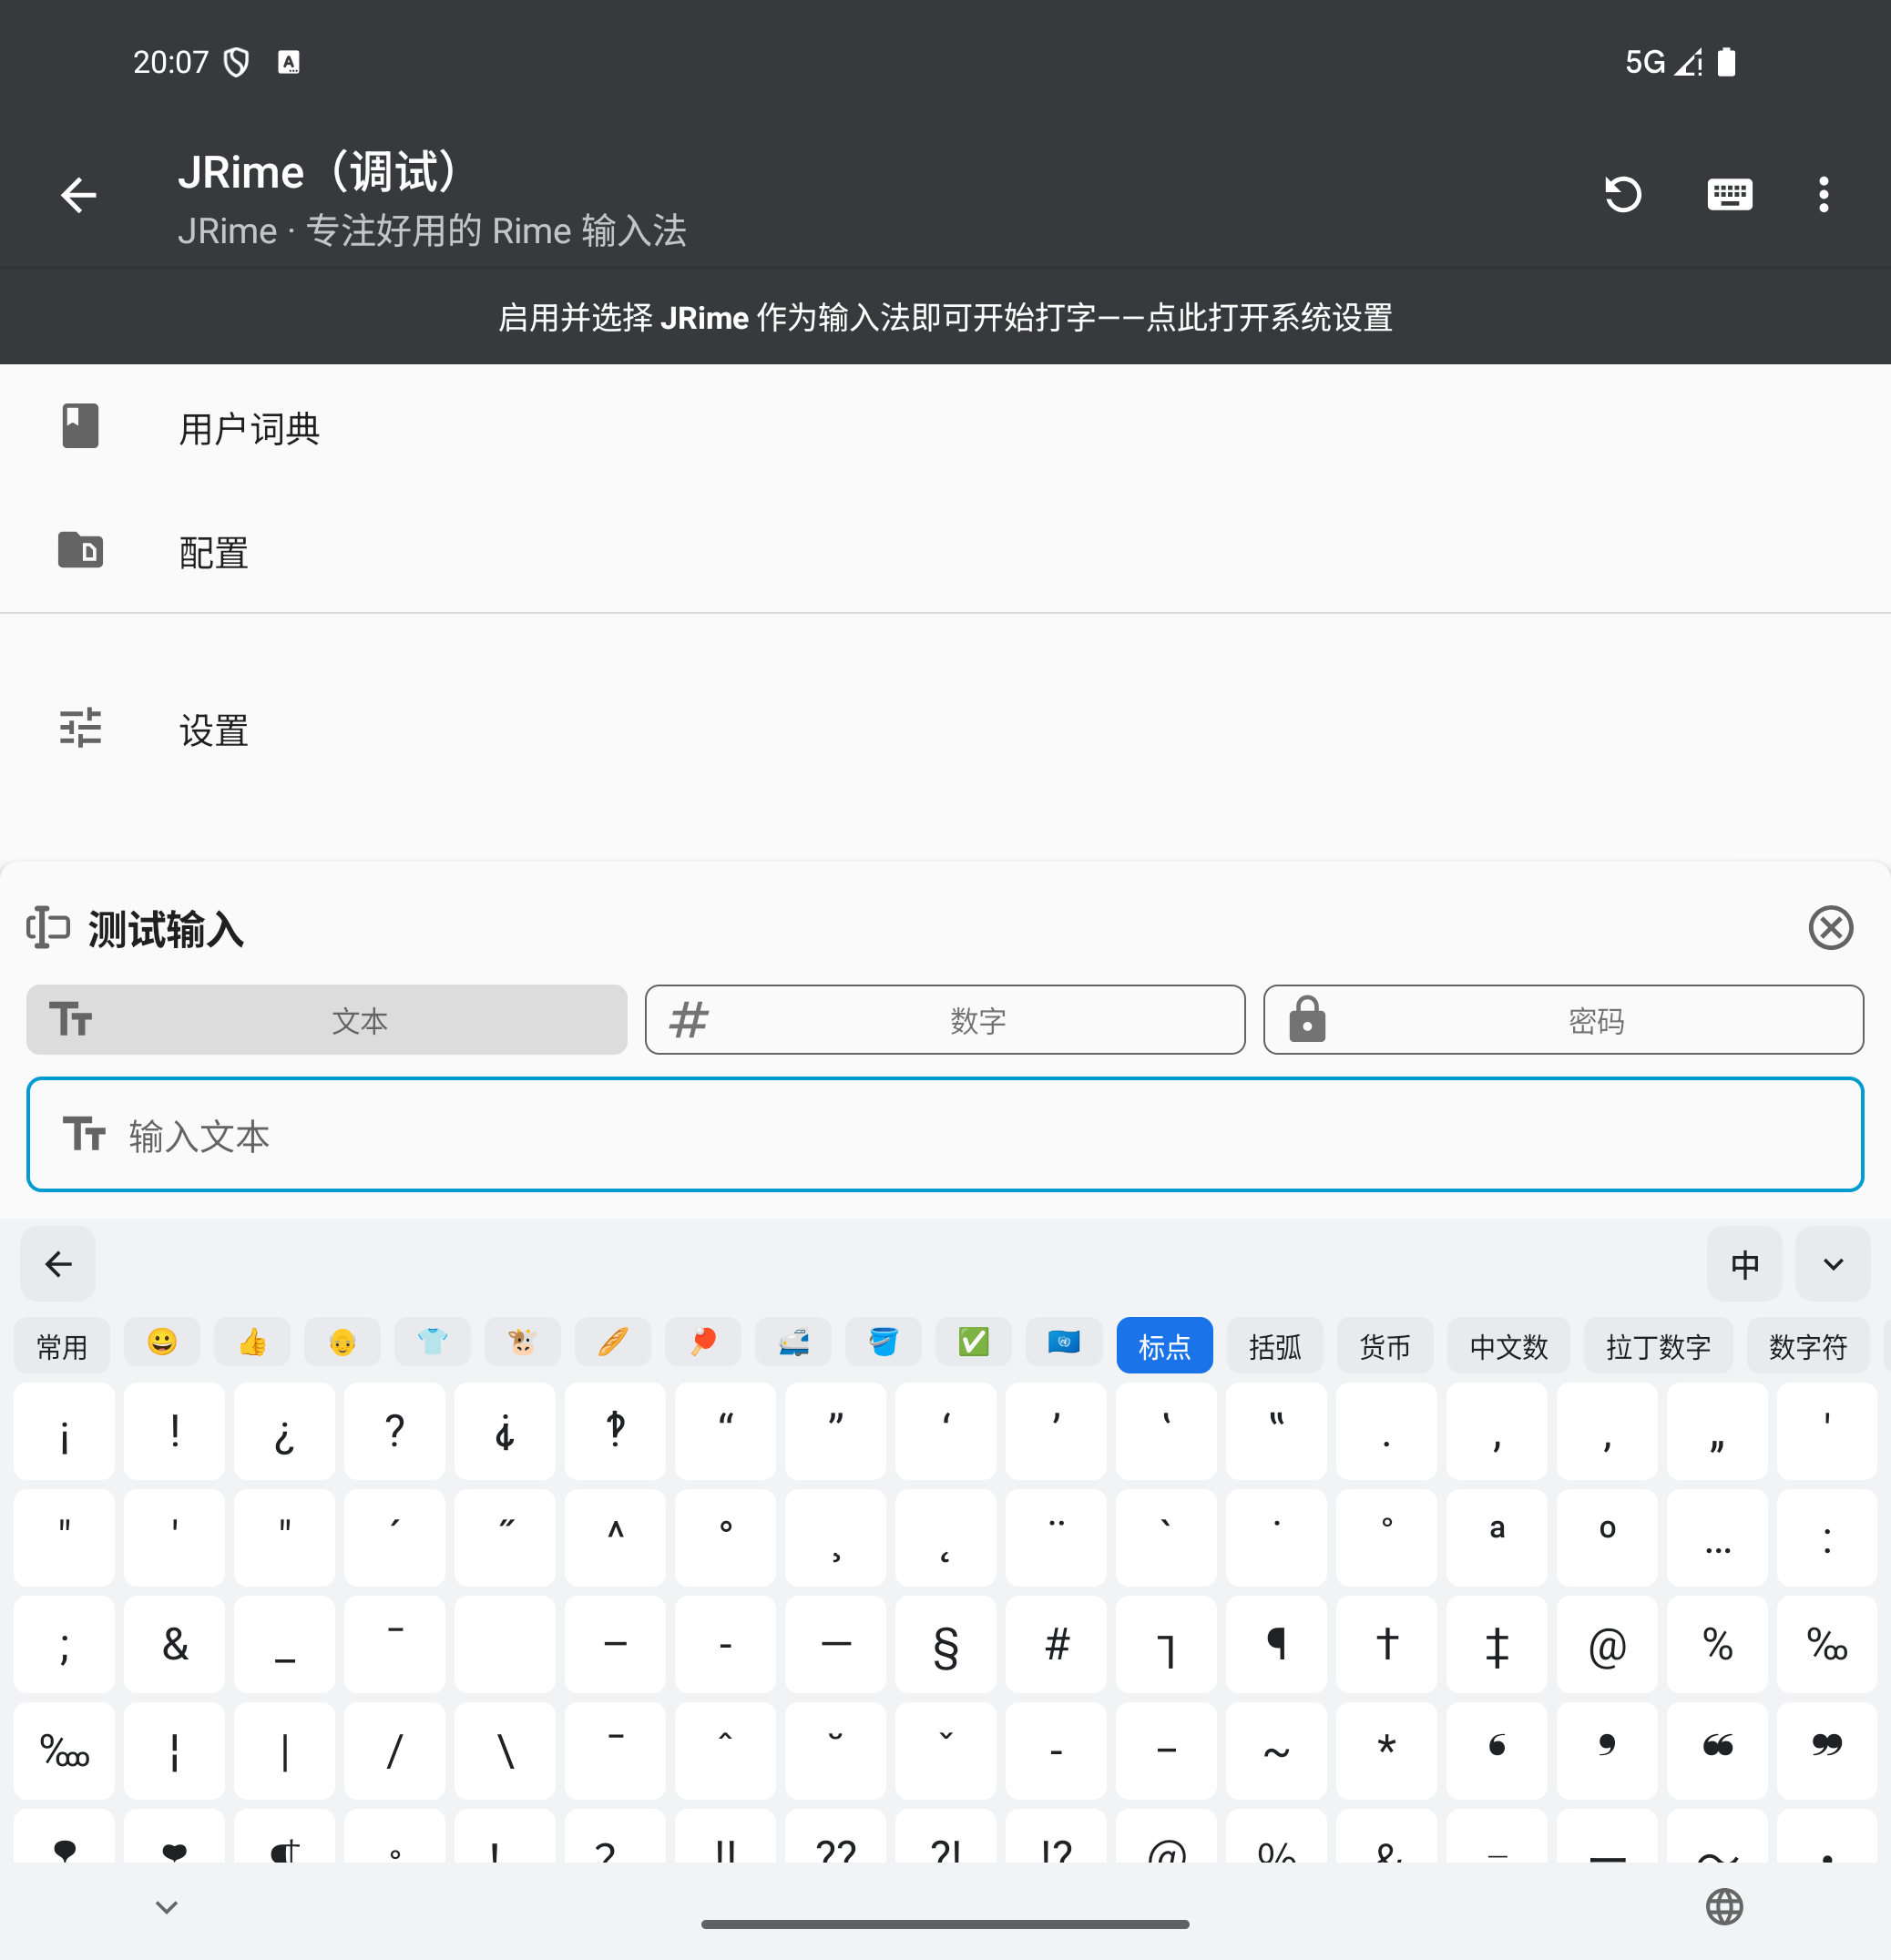 20:07
5G
JRime（调试）
JRime · 专注好用的 Rime 输入法
启用并选择 JRime 作为输入法即可开始打字——点此打开系统设置
用户词典
配置
设置
测试输入
文本
# 数字
密码
输入文本
中
常用 😀 👍 👴 👕 🐮 🥖 🏓 🚅 🪣 ✅ 🇺🇳 标点 括弧 货币 中文数 拉丁数字 数字符
¡ ! ¿ ? ⸘ ‽ “ ” ‘ ’ ‛ ‟ . , ‚ „ '
" ' " ´ ˝ ^ ° ¸ ˛ ¨ ` ˙ ˚ ª º … :
; & _ ¯ – - — § # ┐ ¶ † ‡ @ % ‰
‱ ¦ | / \ ¯ ˆ ˘ ˇ - – ~ * ❛ ❜ ❝ ❞
! ? !! ?? ?! !? @ % &